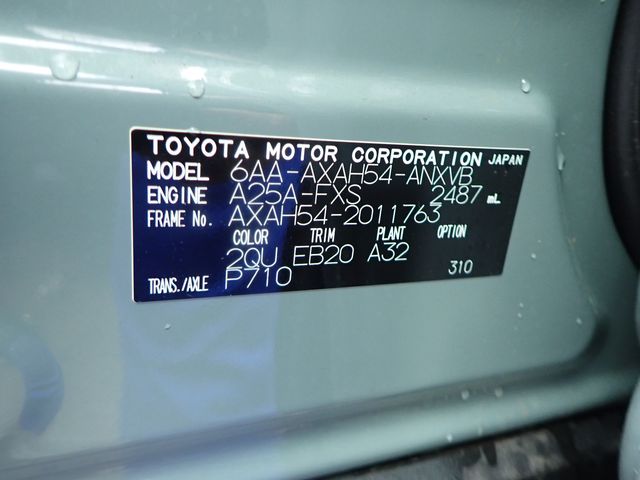 TOYOTA MOTOR CORPORATION JAPAN
MODEL 6AA-AXAH54-ANXVB
ENGINE A25A-FXS 2487 mL
FRAME No. AXAH54-2011763
COLOR TRIM PLANT OPTION
2QU EB20 A32
TRANS./AXLE P710 310